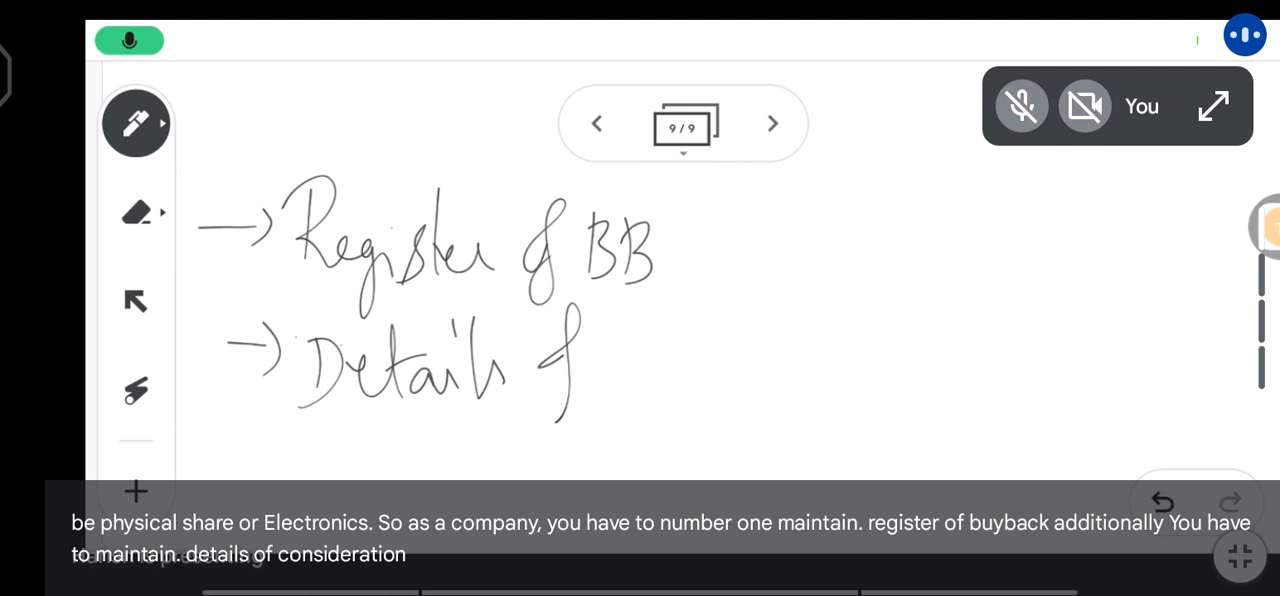 9/9
You
→ Register of BB
→ Details of
be physical share or Electronics. So as a company, you have to number one maintain. register of buyback additionally You have
to maintain. details of consideration